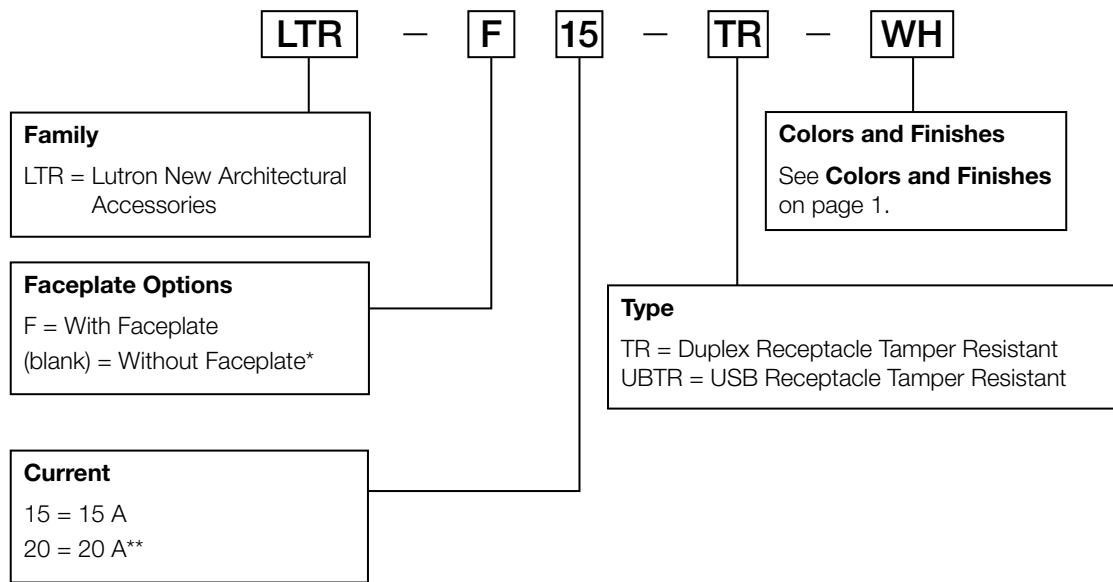 LTR – F 15 – TR – WH
Family
LTR = Lutron New Architectural
Accessories
Colors and Finishes
See Colors and Finishes
on page 1.
Faceplate Options
F = With Faceplate
(blank) = Without Faceplate*
Type
TR = Duplex Receptacle Tamper Resistant
UBTR = USB Receptacle Tamper Resistant
Current
15 = 15 A
20 = 20 A**